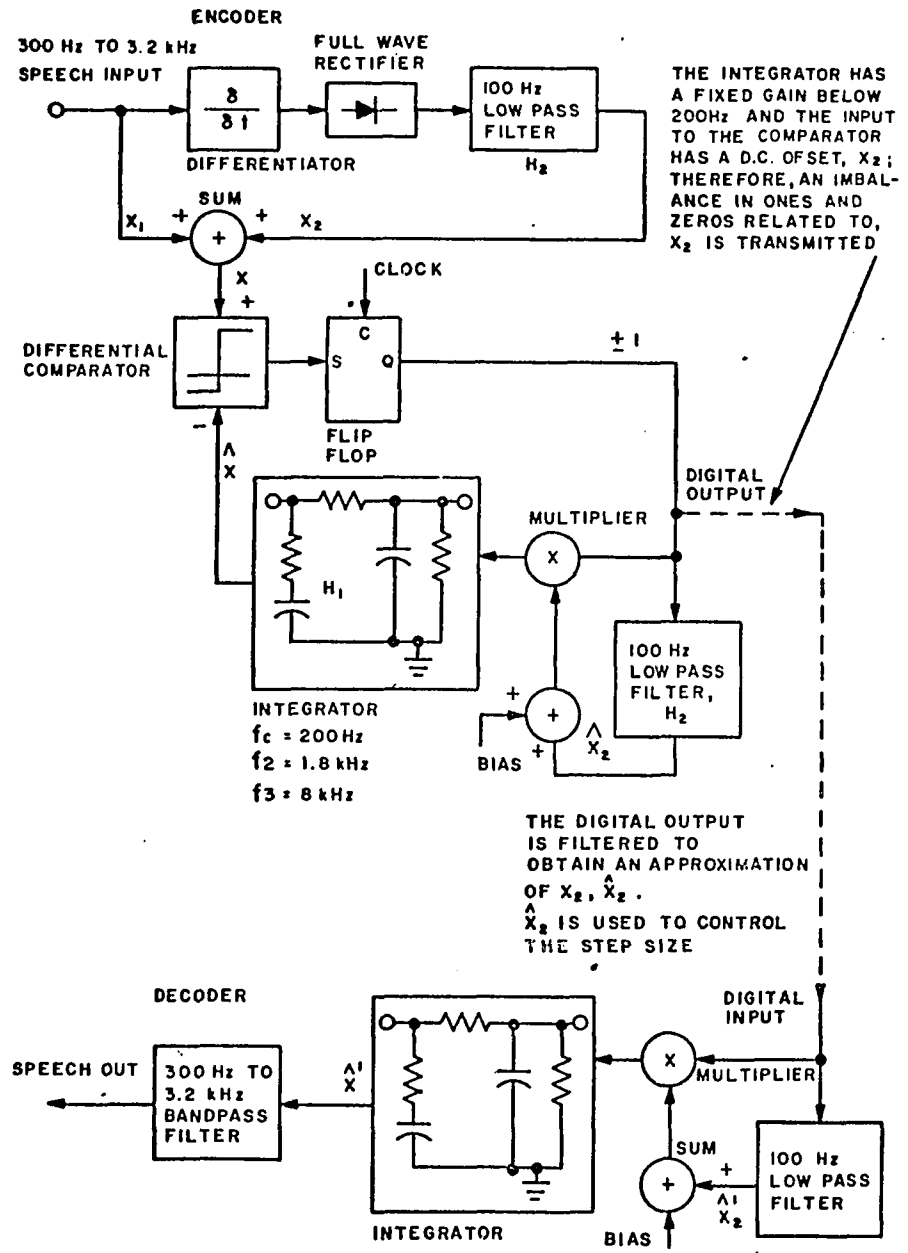 ENCODER
300 Hz TO 3.2 kHz
SPEECH INPUT
FULL WAVE
RECTIFIER
δ
δ t
DIFFERENTIATOR
100 Hz
LOW PASS
FILTER
H2
THE INTEGRATOR HAS
A FIXED GAIN BELOW
200Hz AND THE INPUT
TO THE COMPARATOR
HAS A D.C. OFSET, X2;
THEREFORE, AN IMBAL-
ANCE IN ONES AND
ZEROS RELATED TO,
X2 IS TRANSMITTED
SUM
X1
+
+
+
X2
X
+
CLOCK
DIFFERENTIAL
COMPARATOR
C
S
Q
± 1
FLIP
FLOP
−
X̂
H1
MULTIPLIER
X
DIGITAL
OUTPUT
100 Hz
LOW PASS
FILTER,
H2
INTEGRATOR
fc = 200 Hz
f2 = 1.8 kHz
f3 = 8 kHz
+
+
BIAS
+
X̂2
THE DIGITAL OUTPUT
IS FILTERED TO
OBTAIN AN APPROXIMATION
OF X2, X̂2.
X̂2 IS USED TO CONTROL
THE STEP SIZE
DECODER
DIGITAL
INPUT
SPEECH OUT
300 Hz TO
3.2 kHz
BANDPASS
FILTER
X̂'
X
MULTIPLIER
SUM
+
+
X̂'2
100 Hz
LOW PASS
FILTER
INTEGRATOR
BIAS